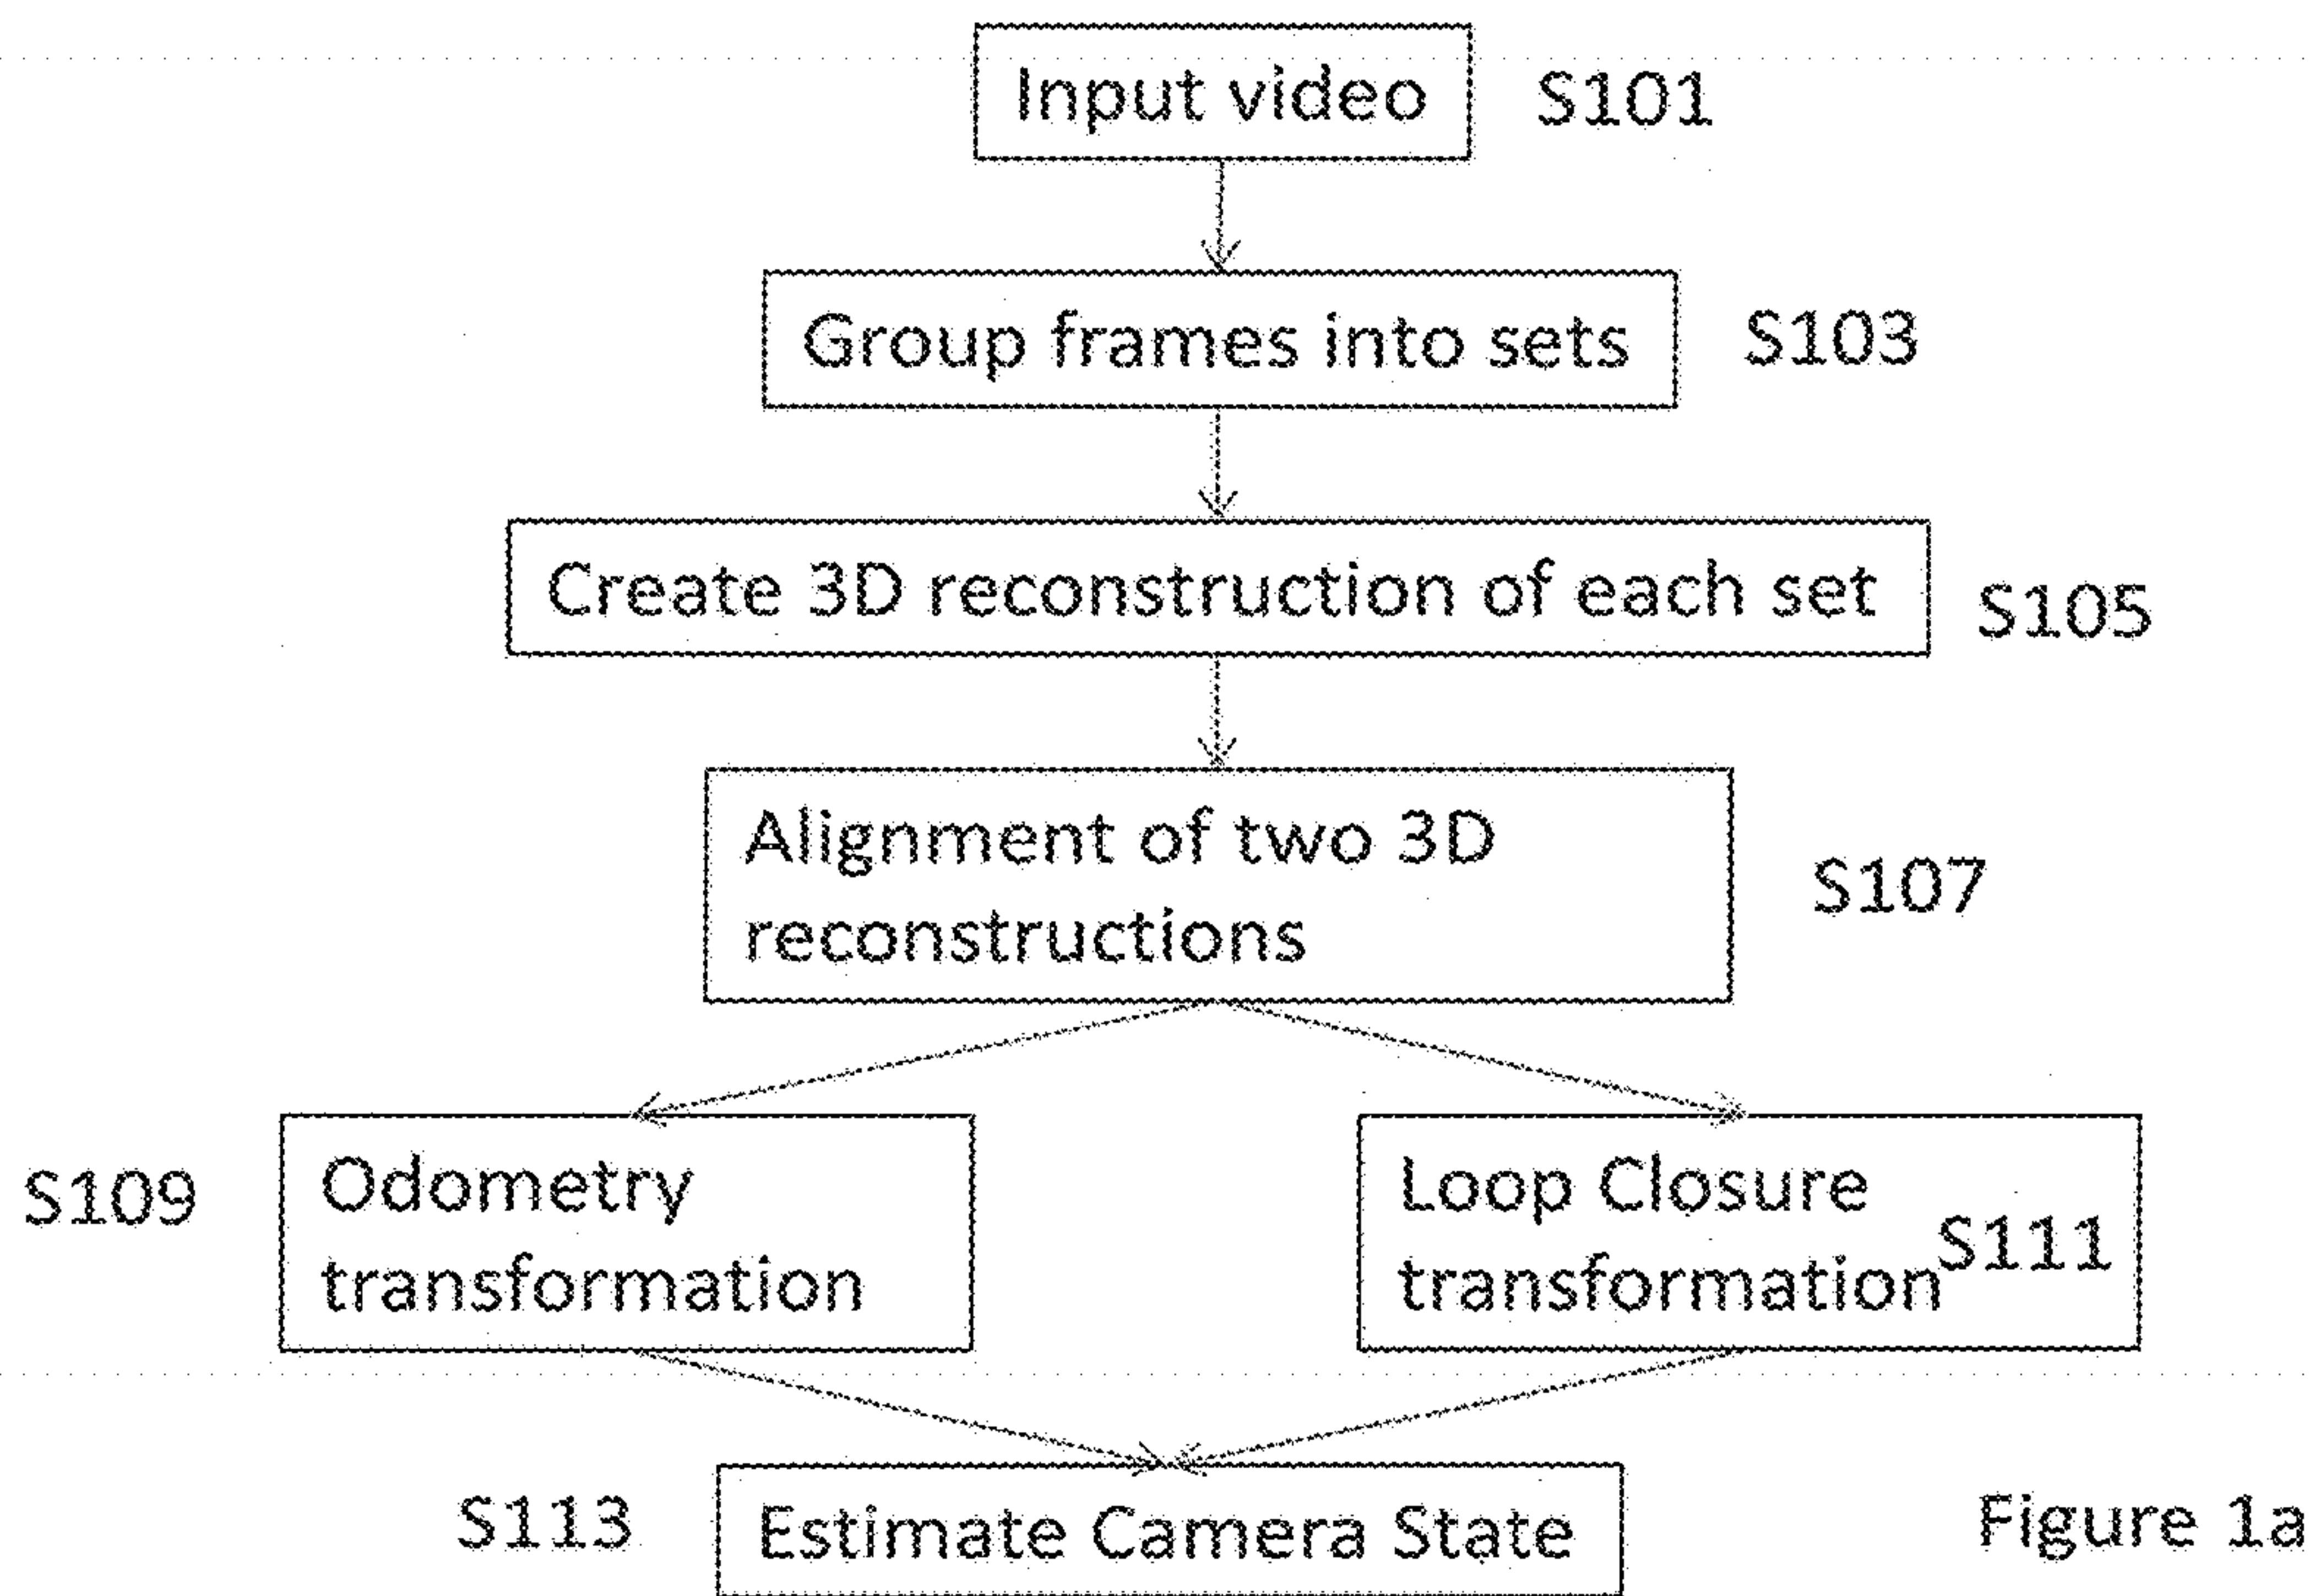 Input video
S101
Group frames into sets
S103
Create 3D reconstruction of each set
S105
Alignment of two 3D
reconstructions
S107
S109
Odometry
transformation
Loop Closure
transformation
S111
S113
Estimate Camera State
Figure 1a